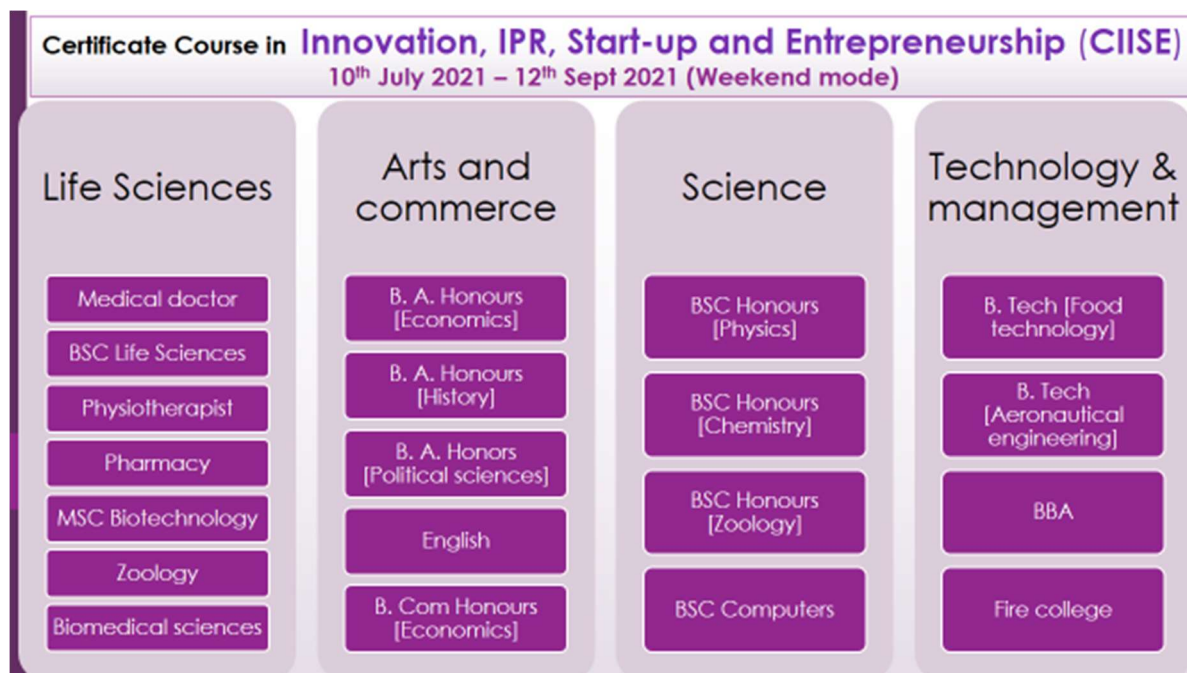 Certificate Course in Innovation, IPR, Start-up and Entrepreneurship (CIISE)
10th July 2021 – 12th Sept 2021 (Weekend mode)
Life Sciences
Medical doctor
BSC Life Sciences
Physiotherapist
Pharmacy
MSC Biotechnology
Zoology
Biomedical sciences
Arts and
commerce
B. A. Honours
[Economics]
B. A. Honours
[History]
B. A. Honors
[Political sciences]
English
B. Com Honours
[Economics]
Science
BSC Honours
[Physics]
BSC Honours
[Chemistry]
BSC Honours
[Zoology]
BSC Computers
Technology &
management
B. Tech [Food
technology]
B. Tech
[Aeronautical
engineering]
BBA
Fire college